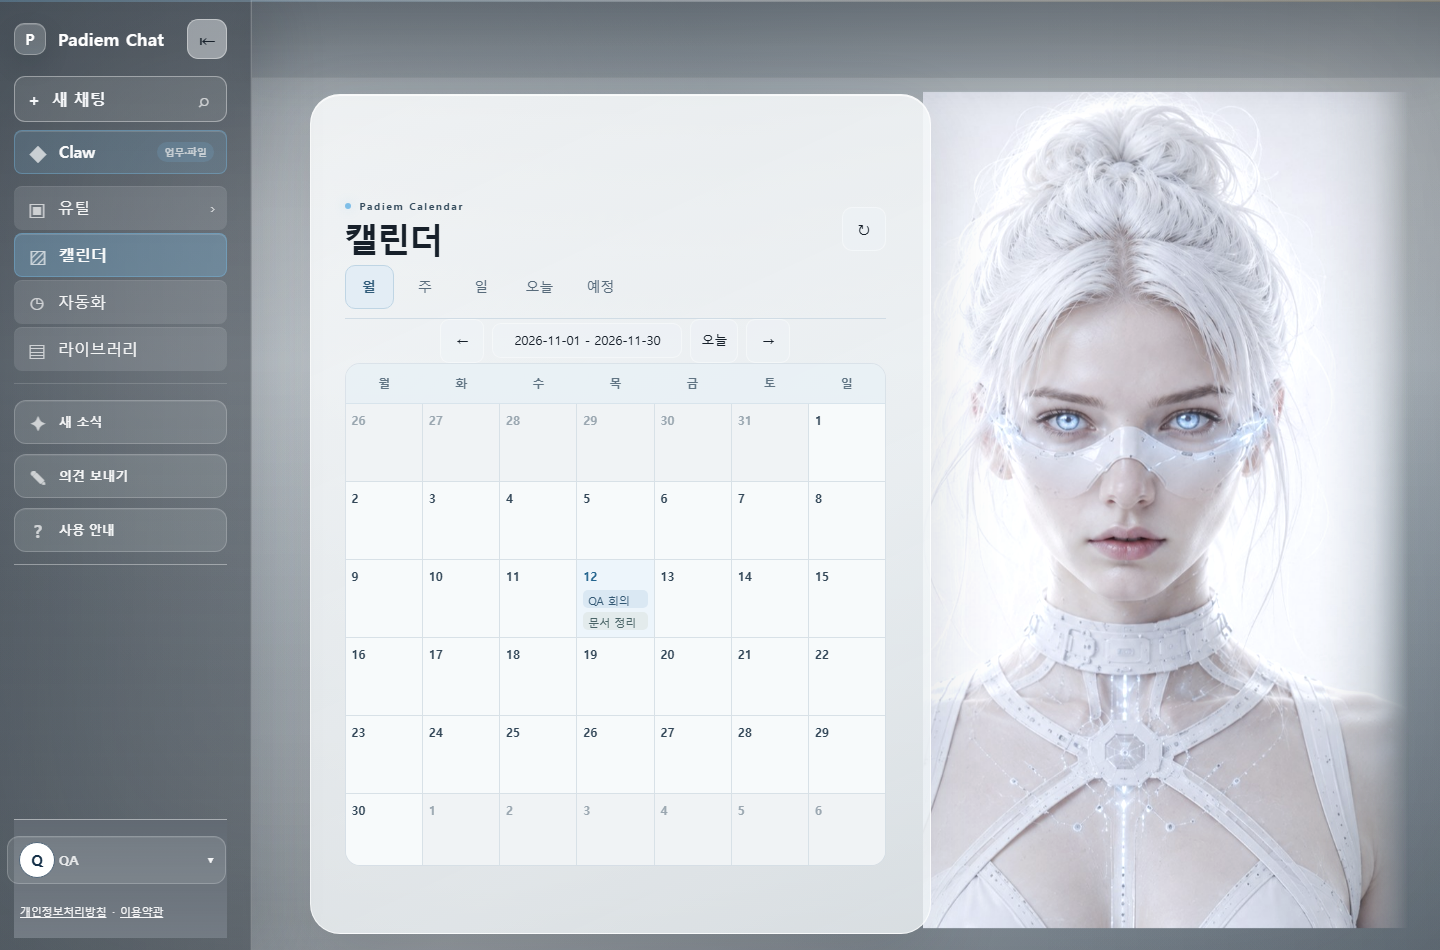 P Padiem Chat ⇤
+ 새 채팅 ⌕
◆ Claw 업무·파일
▣ 유틸 ›
▨ 캘린더
◷ 자동화
▤ 라이브러리
✦ 새 소식
✎ 의견 보내기
? 사용 안내
Q QA ▾
개인정보처리방침 · 이용약관
Padiem Calendar
캘린더
↻
월 주 일 오늘 예정
← 2026-11-01 - 2026-11-30 오늘 →
월 화 수 목 금 토 일
26 27 28 29 30 31 1
2 3 4 5 6 7 8
9 10 11 12 13 14 15
QA 회의
문서 정리
16 17 18 19 20 21 22
23 24 25 26 27 28 29
30 1 2 3 4 5 6